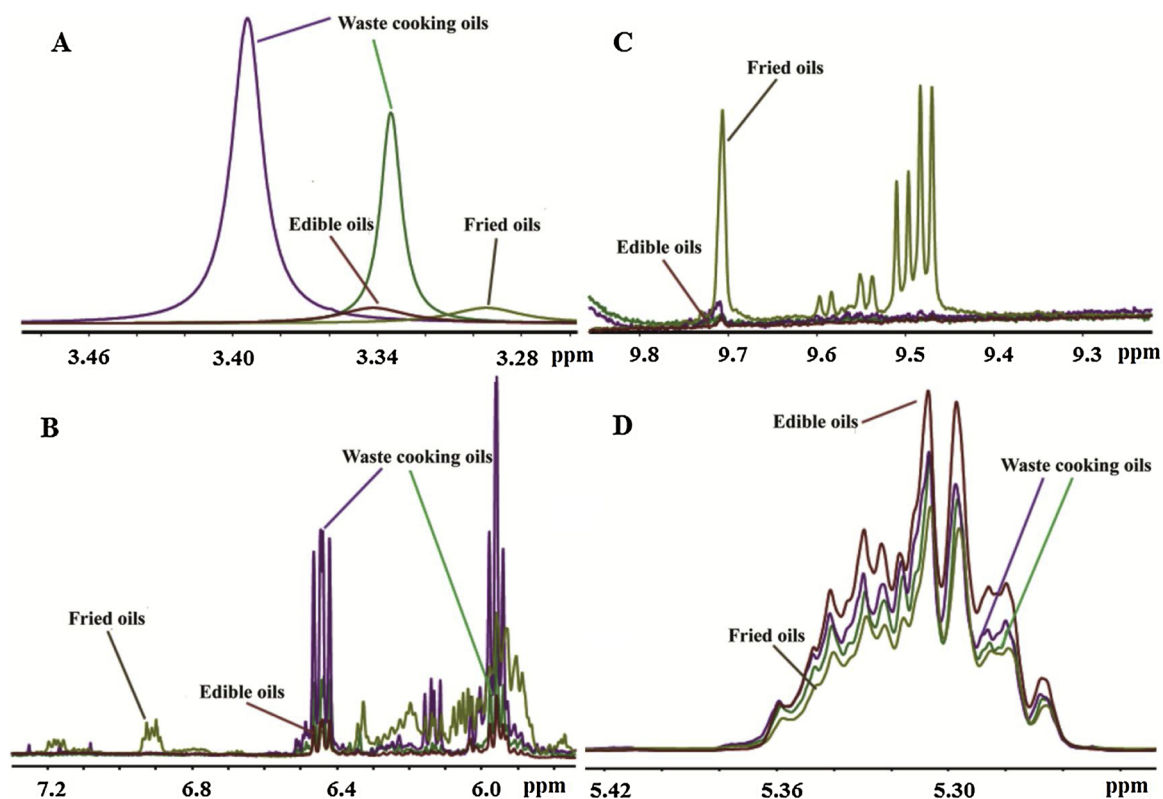 A
Waste cooking oils
Edible oils
Fried oils
3.46 3.40 3.34 3.28 ppm
C
Fried oils
Edible oils
9.8 9.7 9.6 9.5 9.4 9.3 ppm
B
Waste cooking oils
Fried oils
Edible oils
7.2 6.8 6.4 6.0 ppm
D
Edible oils
Waste cooking oils
Fried oils
5.42 5.36 5.30 ppm